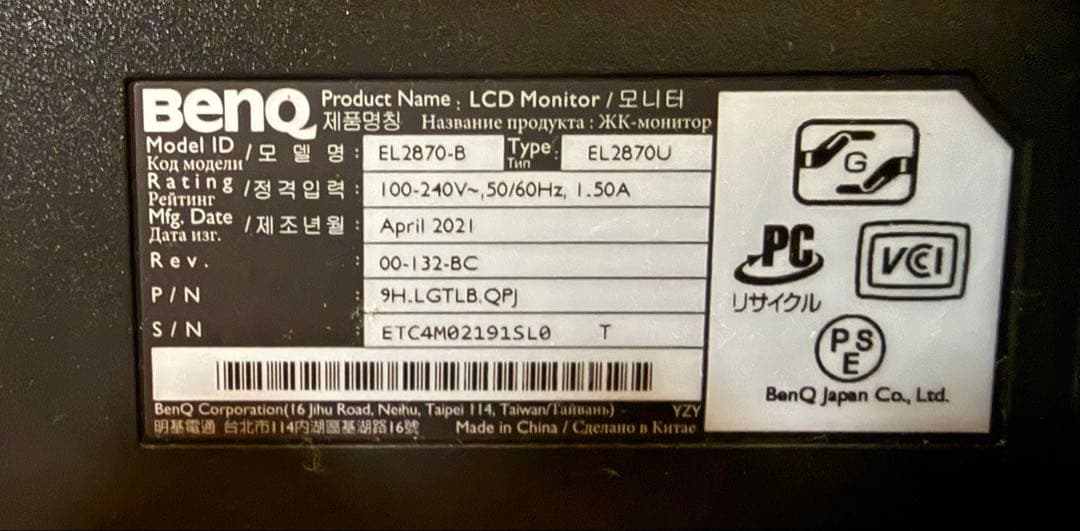 BenQ
Product Name : LCD Monitor / 모니터
제품명칭 Название продукта : ЖК-монитор
Model ID / 모 델 명 : EL2870-B Type : EL2870U
Код модели Тип
Rating / 정격입력 : 100-240V~,50/60Hz, 1.50A
Рейтинг
Mfg. Date / 제조년월 : April 2021
Дата изг.
Rev. : 00-132-BC
P/N : 9H.LGTLB.QPJ
S/N : ETC4M02191SL0 T
BenQ Corporation(16 Jihu Road, Neihu, Taipei 114, Taiwan/Тайвань) - YZY
明基電通 台北市114內湖區基湖路16號 Made in China / Сделано в Китае
G
PC
リサイクル
VCCI
PSE
BenQ Japan Co., Ltd.